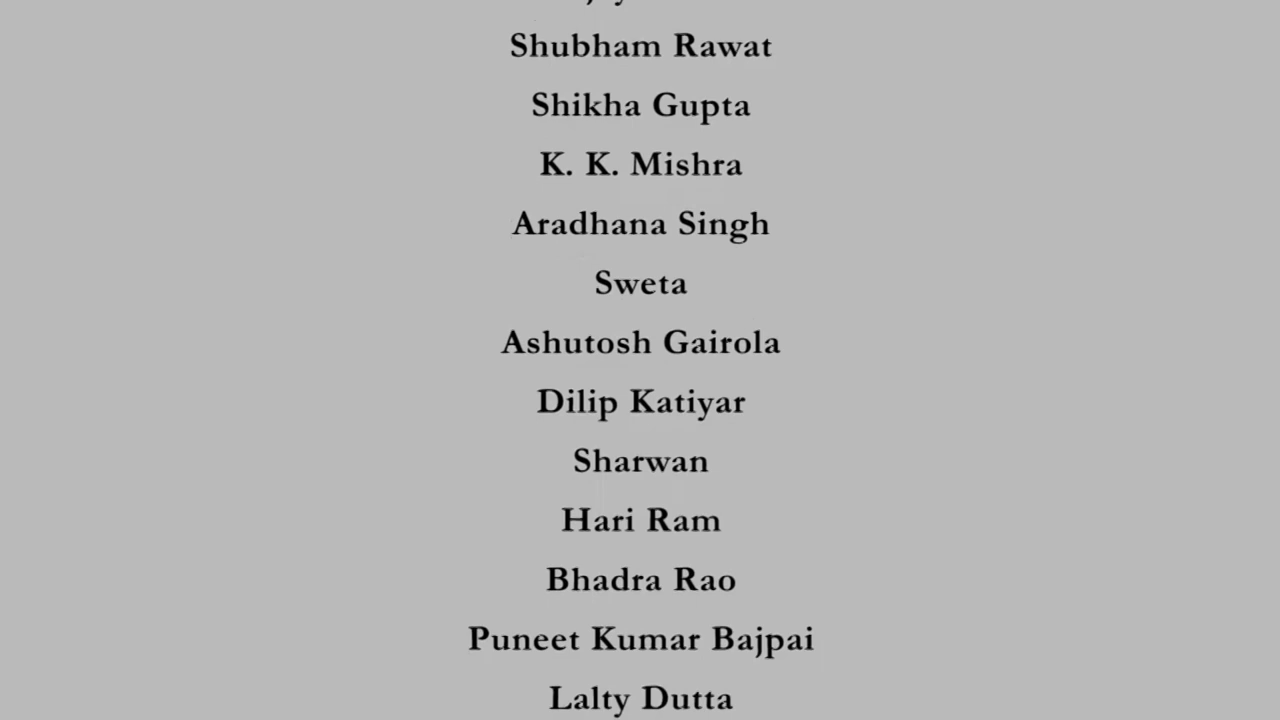 Shubham Rawat
Shikha Gupta
K. K. Mishra
Aradhana Singh
Sweta
Ashutosh Gairola
Dilip Katiyar
Sharwan
Hari Ram
Bhadra Rao
Puneet Kumar Bajpai
Lalty Dutta